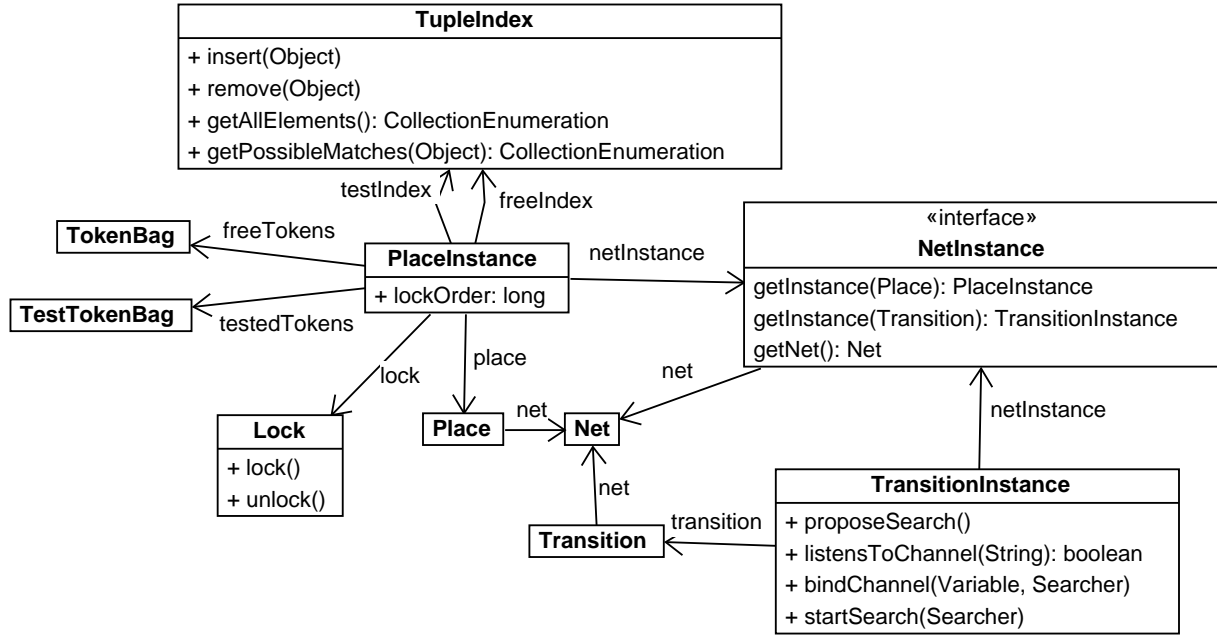 TupleIndex
+ insert(Object)
+ remove(Object)
+ getAllElements(): CollectionEnumeration
+ getPossibleMatches(Object): CollectionEnumeration
testIndex
freeIndex
TokenBag
freeTokens
PlaceInstance
+ lockOrder: long
netInstance
«interface»
NetInstance
getInstance(Place): PlaceInstance
getInstance(Transition): TransitionInstance
getNet(): Net
TestTokenBag
testedTokens
lock
place
net
netInstance
Lock
+ lock()
+ unlock()
Place
net
Net
net
Transition
transition
TransitionInstance
+ proposeSearch()
+ listensToChannel(String): boolean
+ bindChannel(Variable, Searcher)
+ startSearch(Searcher)